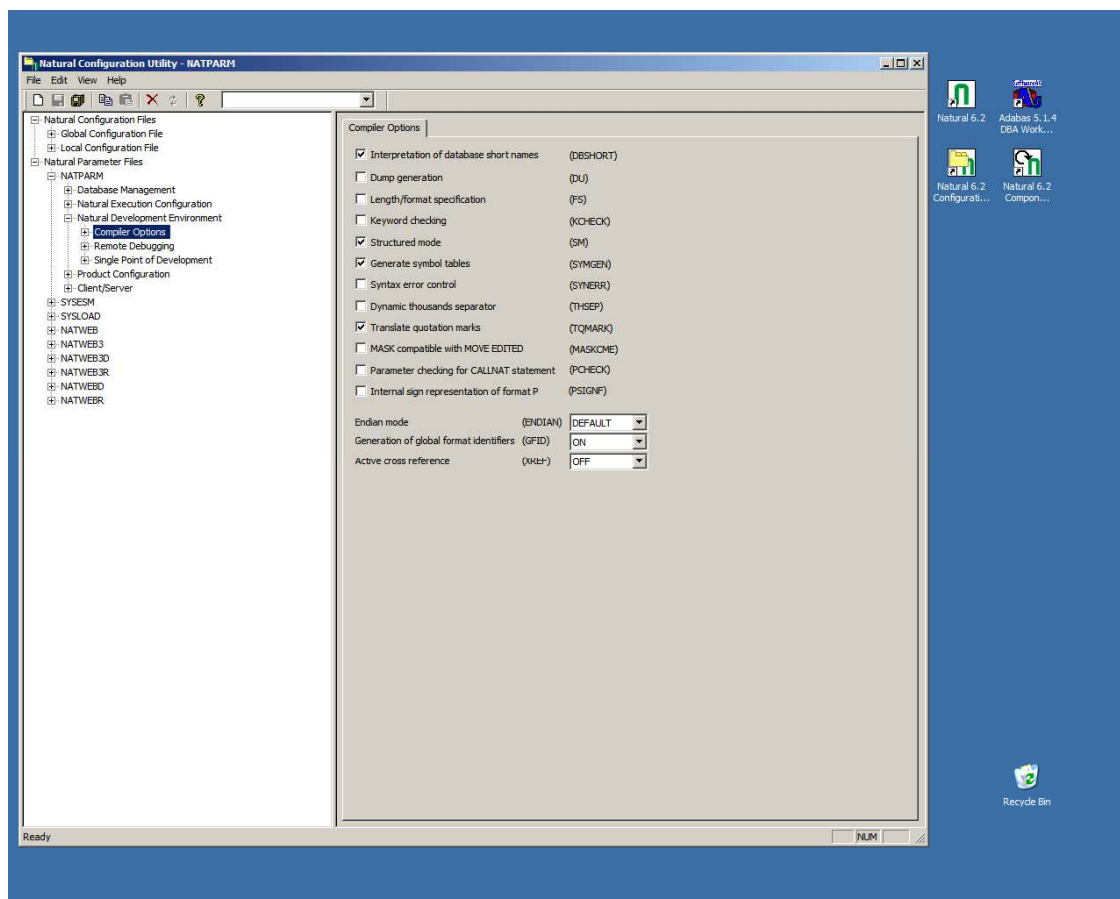 Natural Configuration Utility - NATPARM
File Edit View Help
Natural Configuration Files
Global Configuration File
Local Configuration File
Natural Parameter Files
NATPARM
Database Management
Natural Execution Configuration
Natural Development Environment
Compiler Options
Remote Debugging
Single Point of Development
Product Configuration
Client/Server
SYSESM
SYSLOAD
NATWEB
NATWEB3
NATWEB3D
NATWEB3R
NATWEBD
NATWEBR
Compiler Options
Interpretation of database short names (DBSHORT)
Dump generation (DU)
Length/format specification (FS)
Keyword checking (KCHECK)
Structured mode (SM)
Generate symbol tables (SYMGEN)
Syntax error control (SYNERR)
Dynamic thousands separator (THSEP)
Translate quotation marks (TQMARK)
MASK compatible with MOVE EDITED (MASKCME)
Parameter checking for CALLNAT statement (PCHECK)
Internal sign representation of format P (PSIGNF)
Endian mode (ENDIAN) DEFAULT
Generation of global format identifiers (GFID) ON
Active cross reference (XREF) OFF
Ready
NUM
Natural 6.2
Adabas 5.1.4
DBA Work...
Natural 6.2
Configurati...
Natural 6.2
Compon...
Recycle Bin